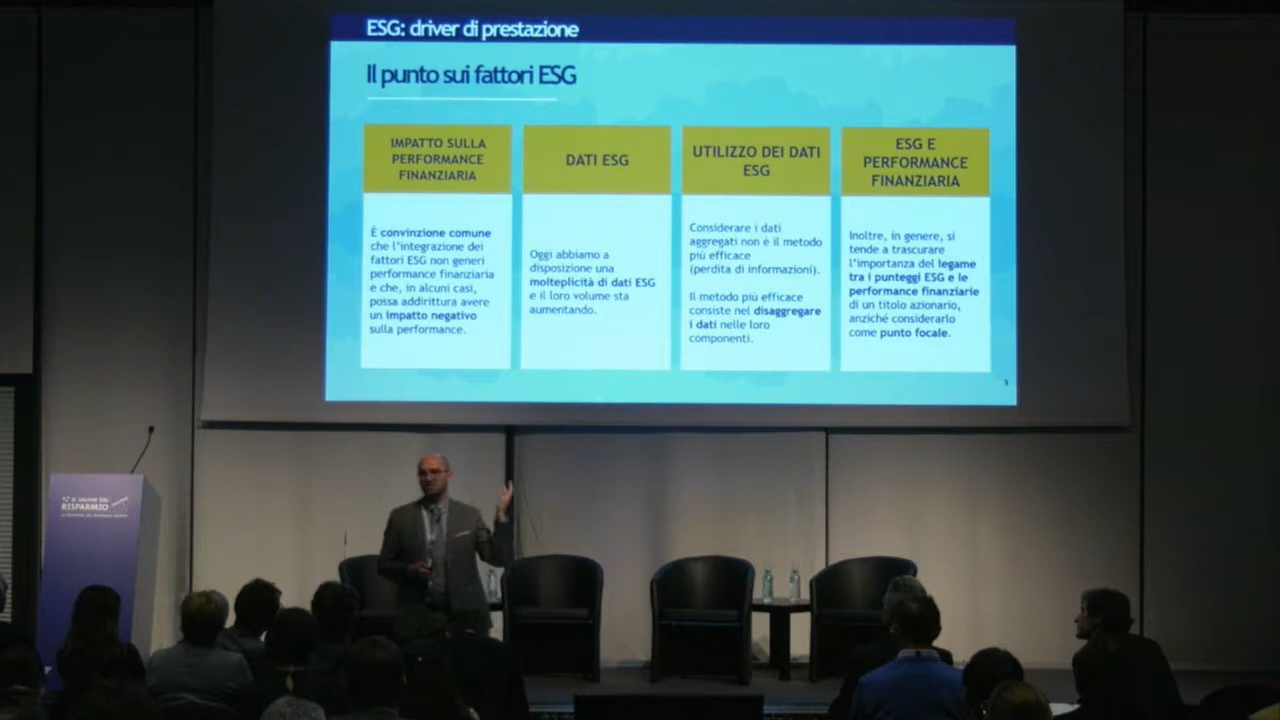 ESG: driver di prestazione
Il punto sui fattori ESG
IMPATTO SULLA
PERFORMANCE
FINANZIARIA
È convinzione comune
che l'integrazione dei
fattori ESG non generi
performance finanziaria
e che, in alcuni casi,
possa addirittura avere
un impatto negativo
sulla performance.
DATI ESG
Oggi abbiamo a
disposizione una
molteplicità di dati ESG
e il loro volume sta
aumentando.
UTILIZZO DEI DATI
ESG
Considerare i dati
aggregati non è il metodo
più efficace
(perdita di informazioni).
Il metodo più efficace
consiste nel disaggregare
i dati nelle loro
componenti.
ESG E
PERFORMANCE
FINANZIARIA
Inoltre, in genere, si
tende a trascurare
l'importanza del legame
tra i punteggi ESG e le
performance finanziarie
di un titolo azionario,
anziché considerarlo
come punto focale.
3
IL SALONE DEL
RISPARMIO